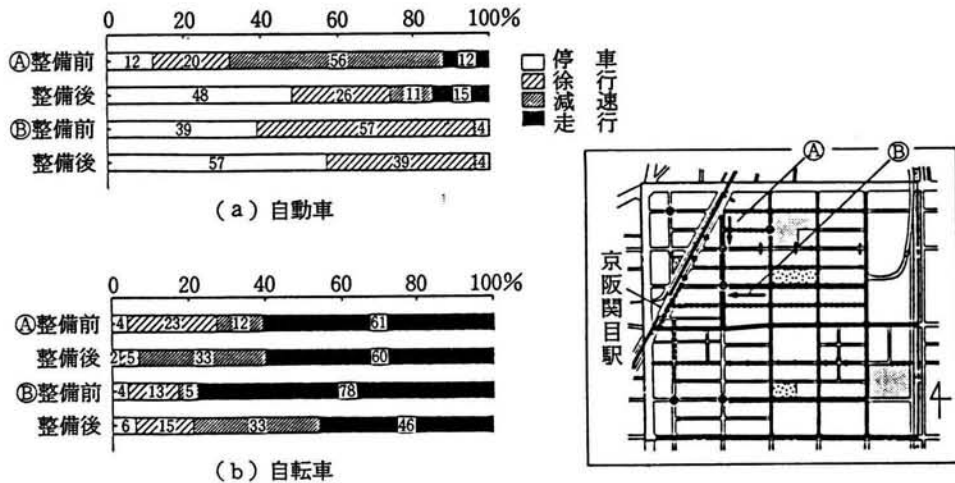 0 20 40 60 80 100%
Ⓐ整備前 12 20 56 12
整備後 48 26 11 15
Ⓑ整備前 39 57 4
整備後 57 39 4
(a)自動車
停車
徐行
減速
走行
0 20 40 60 80 100%
Ⓐ整備前 4 23 12 61
整備後 2 5 33 60
Ⓑ整備前 4 13 5 78
整備後 6 15 33 46
(b)自転車
Ⓐ Ⓑ
京阪関目駅